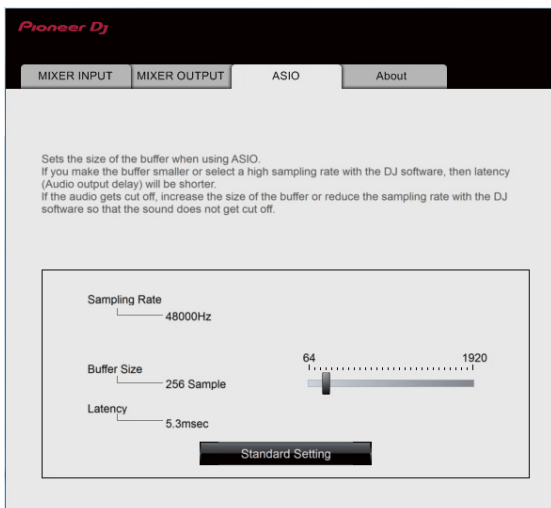 Pioneer Dj
MIXER INPUT MIXER OUTPUT ASIO About
Sets the size of the buffer when using ASIO.
If you make the buffer smaller or select a high sampling rate with the DJ software, then latency
(Audio output delay) will be shorter.
If the audio gets cut off, increase the size of the buffer or reduce the sampling rate with the DJ
software so that the sound does not get cut off.
Sampling Rate
48000Hz
64 1920
Buffer Size
256 Sample
Latency
5.3msec
Standard Setting